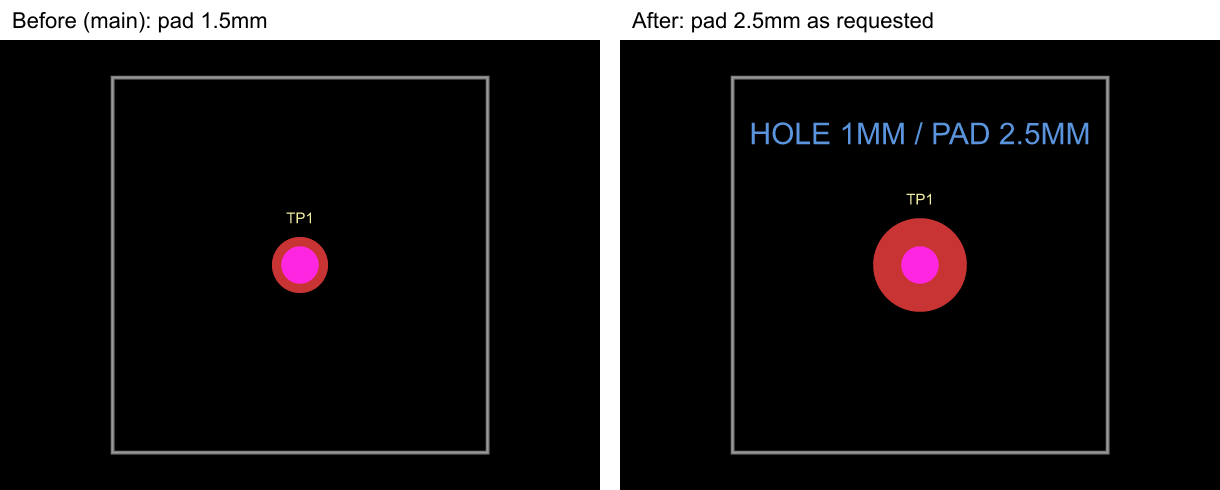 Before (main): pad 1.5mm
After: pad 2.5mm as requested
HOLE 1MM / PAD 2.5MM
TP1
TP1